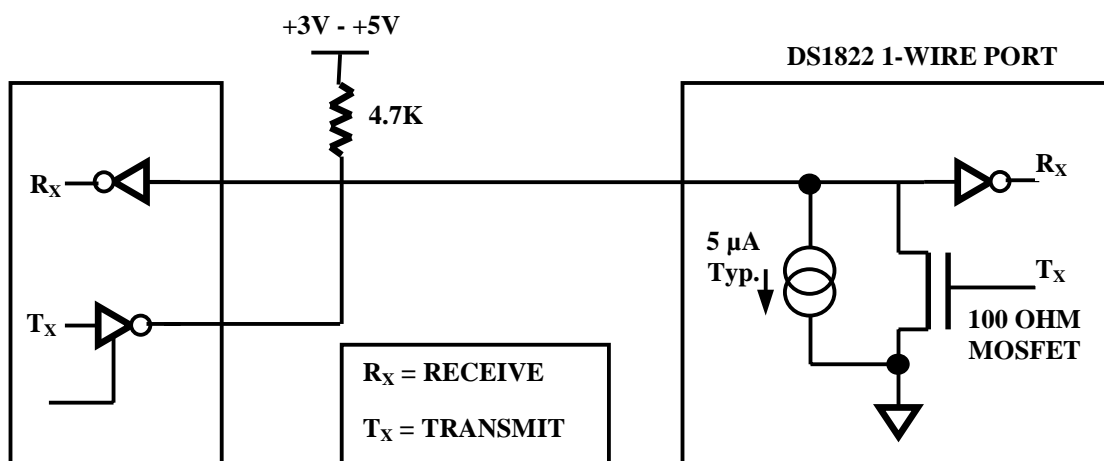 +3V - +5V
DS1822 1-WIRE PORT
4.7K
RX
RX
5 µA
Typ.
TX
TX
100 OHM
MOSFET
RX = RECEIVE
TX = TRANSMIT